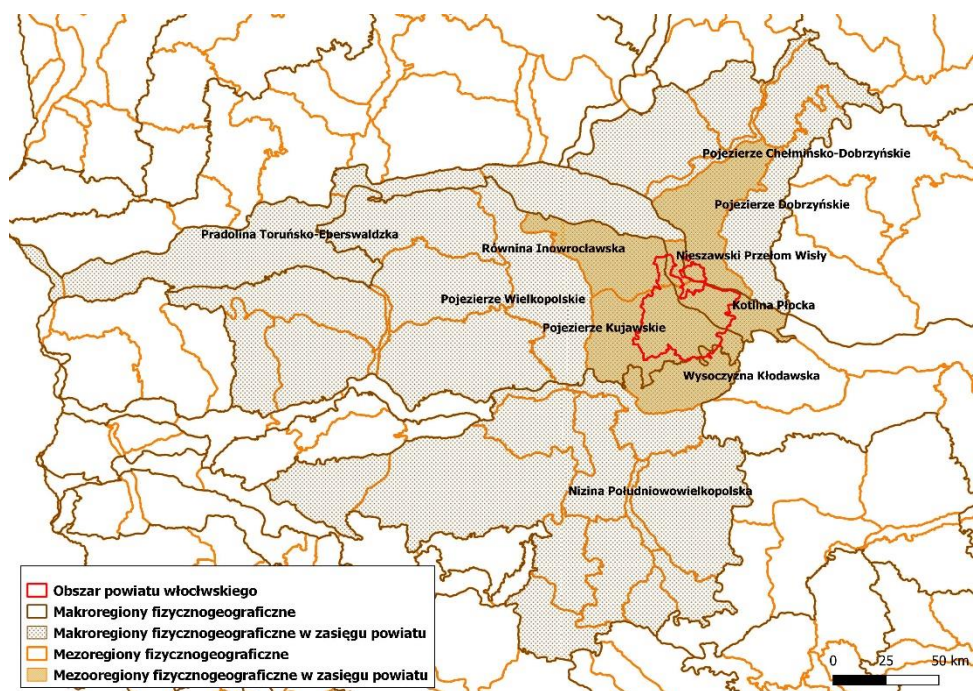 Pojezierze Chełmińsko-Dobrzyńskie
Pojezierze Dobrzyńskie
Pradolina Toruńsko-Eberswaldzka
Równina Inowrocławska
Nieszawski Przełom Wisły
Pojezierze Wielkopolskie
Kotlina Płocka
Pojezierze Kujawskie
Wysoczyzna Kłodawska
Nizina Południowowielkopolska
Obszar powiatu włocłwskiego
Makroregiony fizycznogeograficzne
Makroregiony fizycznogeograficzne w zasięgu powiatu
Mezoregiony fizycznogeograficzne
Mezooregiony fizycznogeograficzne w zasięgu powiatu
0 25 50 km